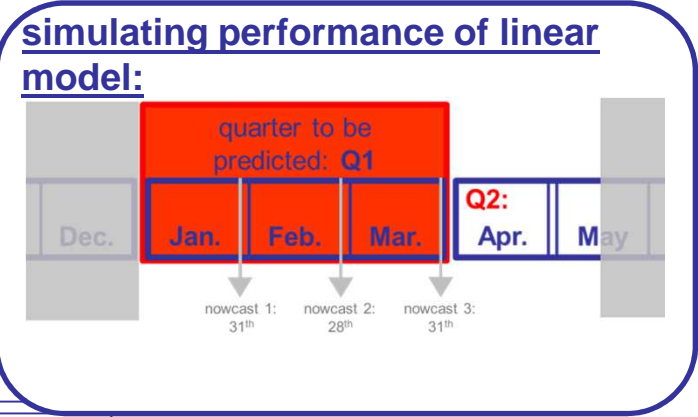 simulating performance of linear
model:
quarter to be
predicted: Q1
Q2:
Dec. Jan. Feb. Mar. Apr. May
nowcast 1: nowcast 2: nowcast 3:
31th 28th 31th